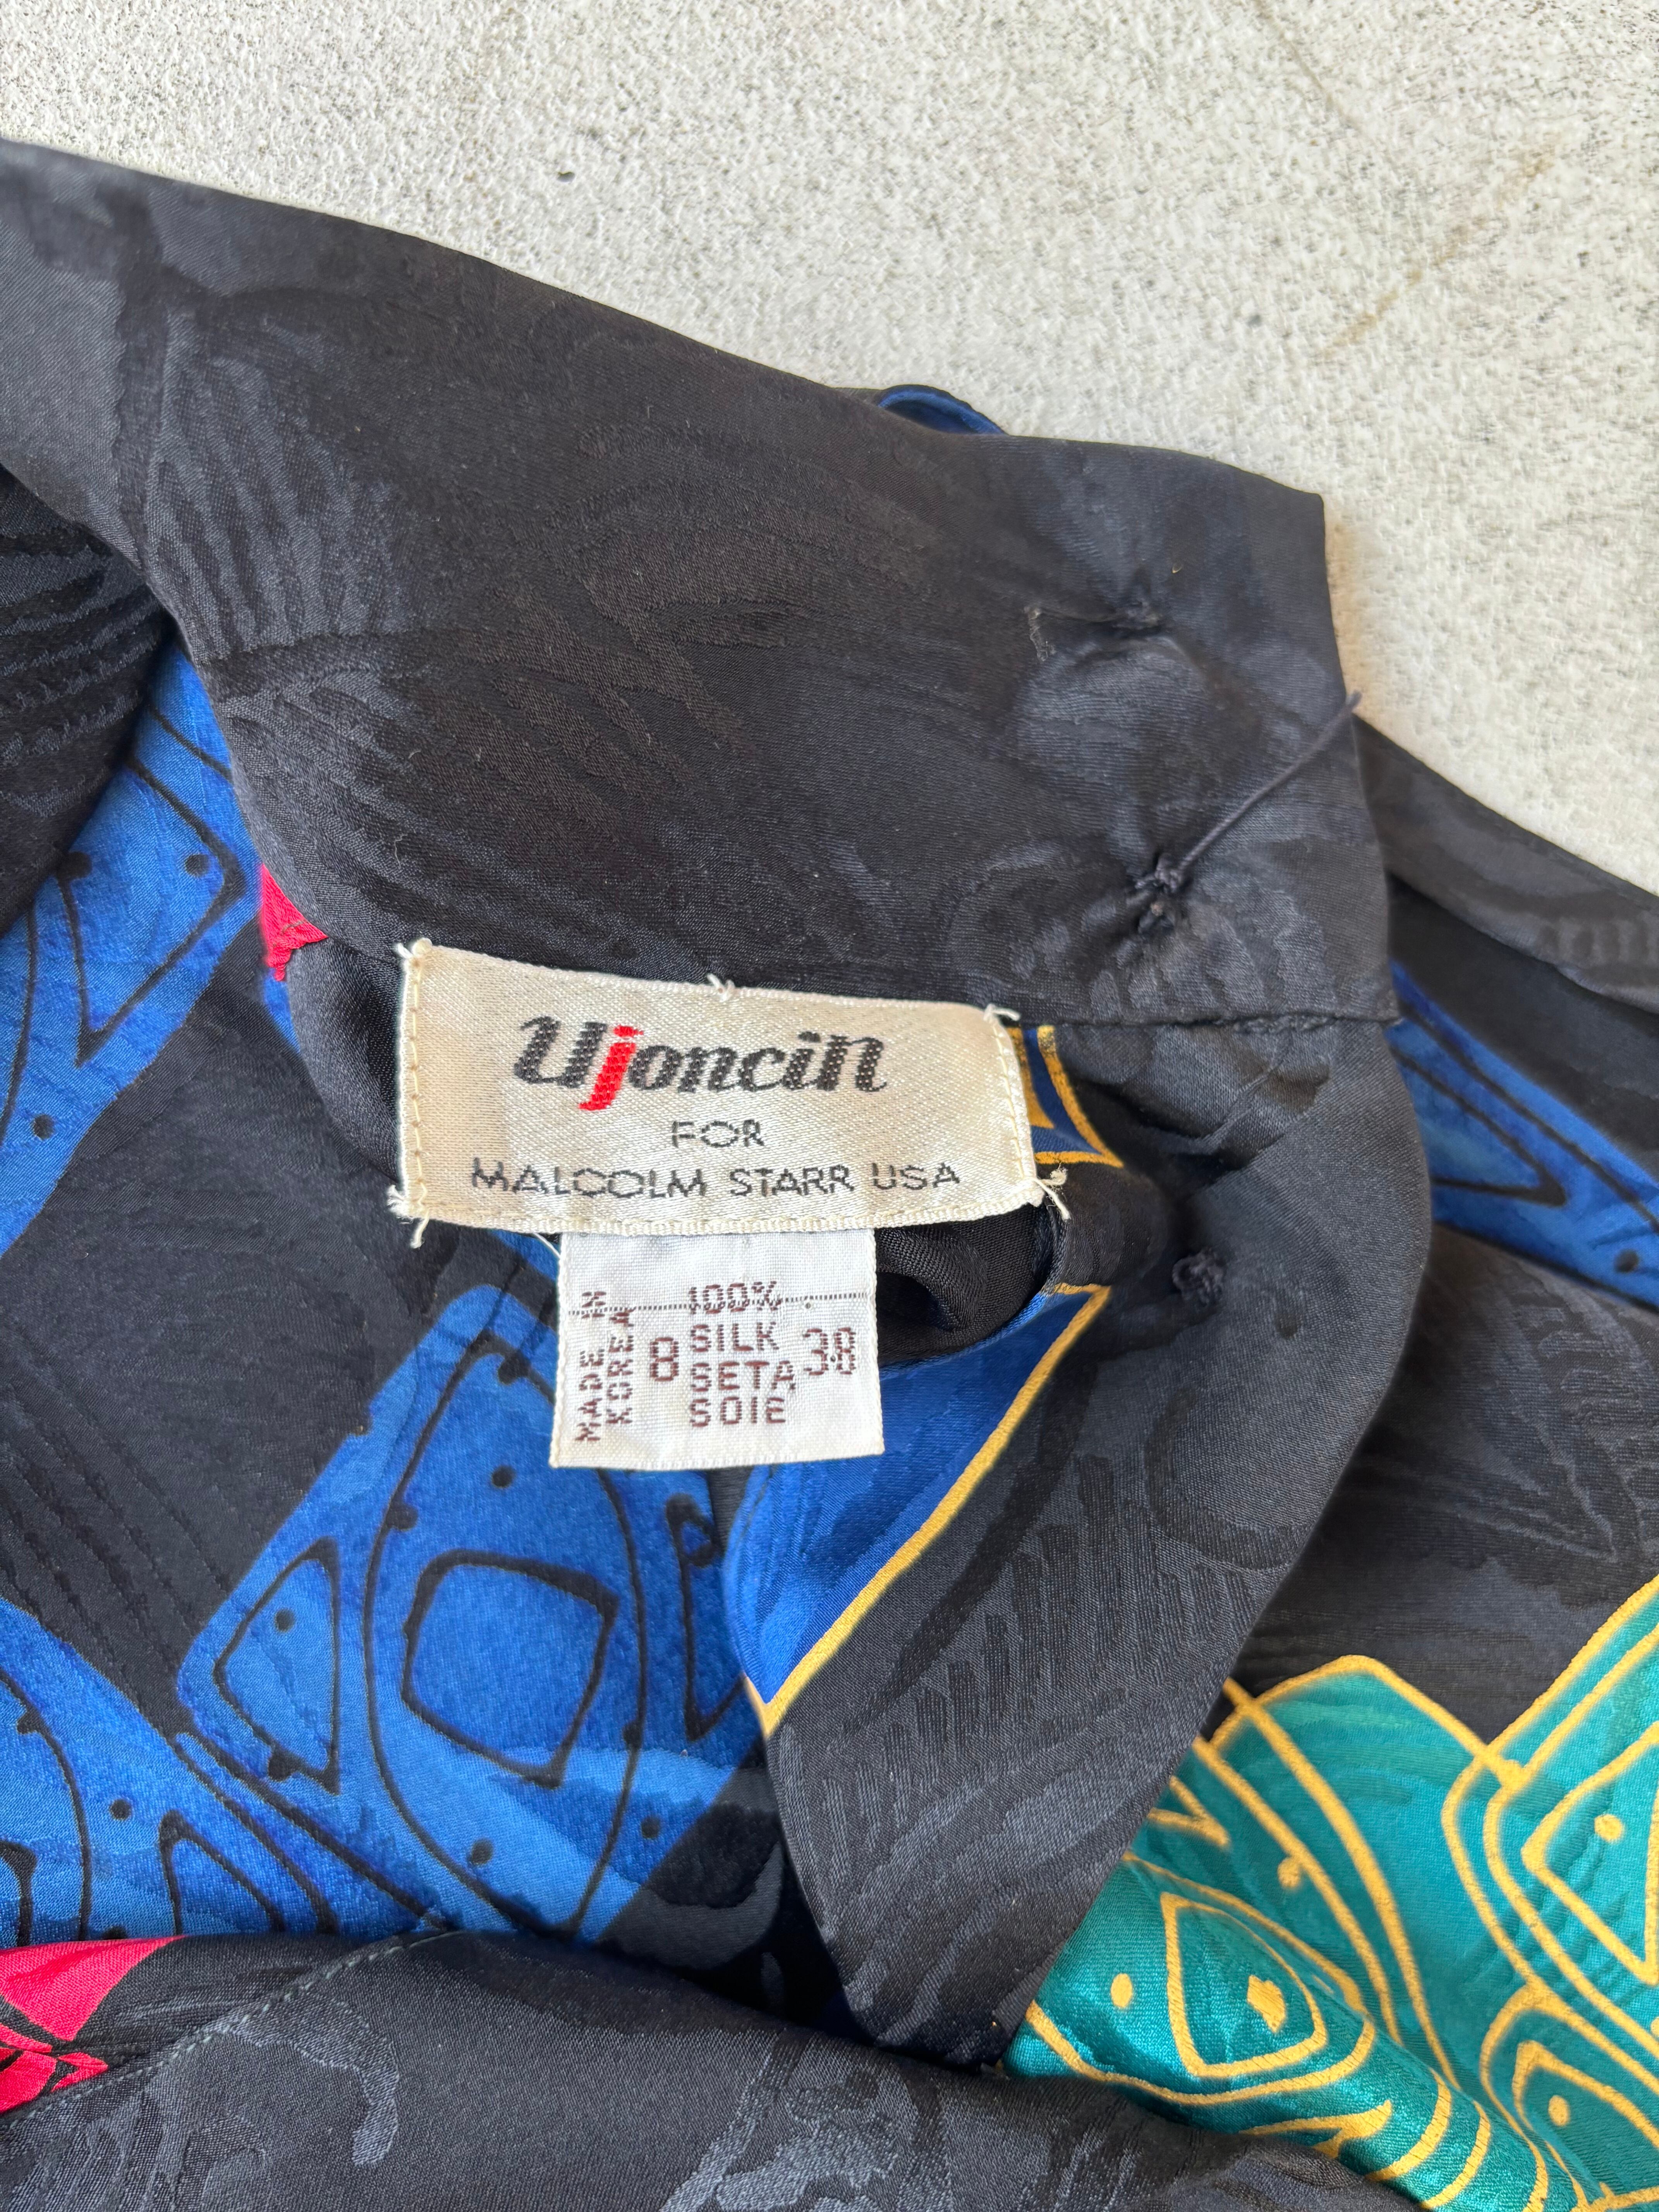 Ujoncin
FOR
MALCOLM STARR USA
MADE IN
KOREA
8
100%
SILK
SETA
SOIE
38